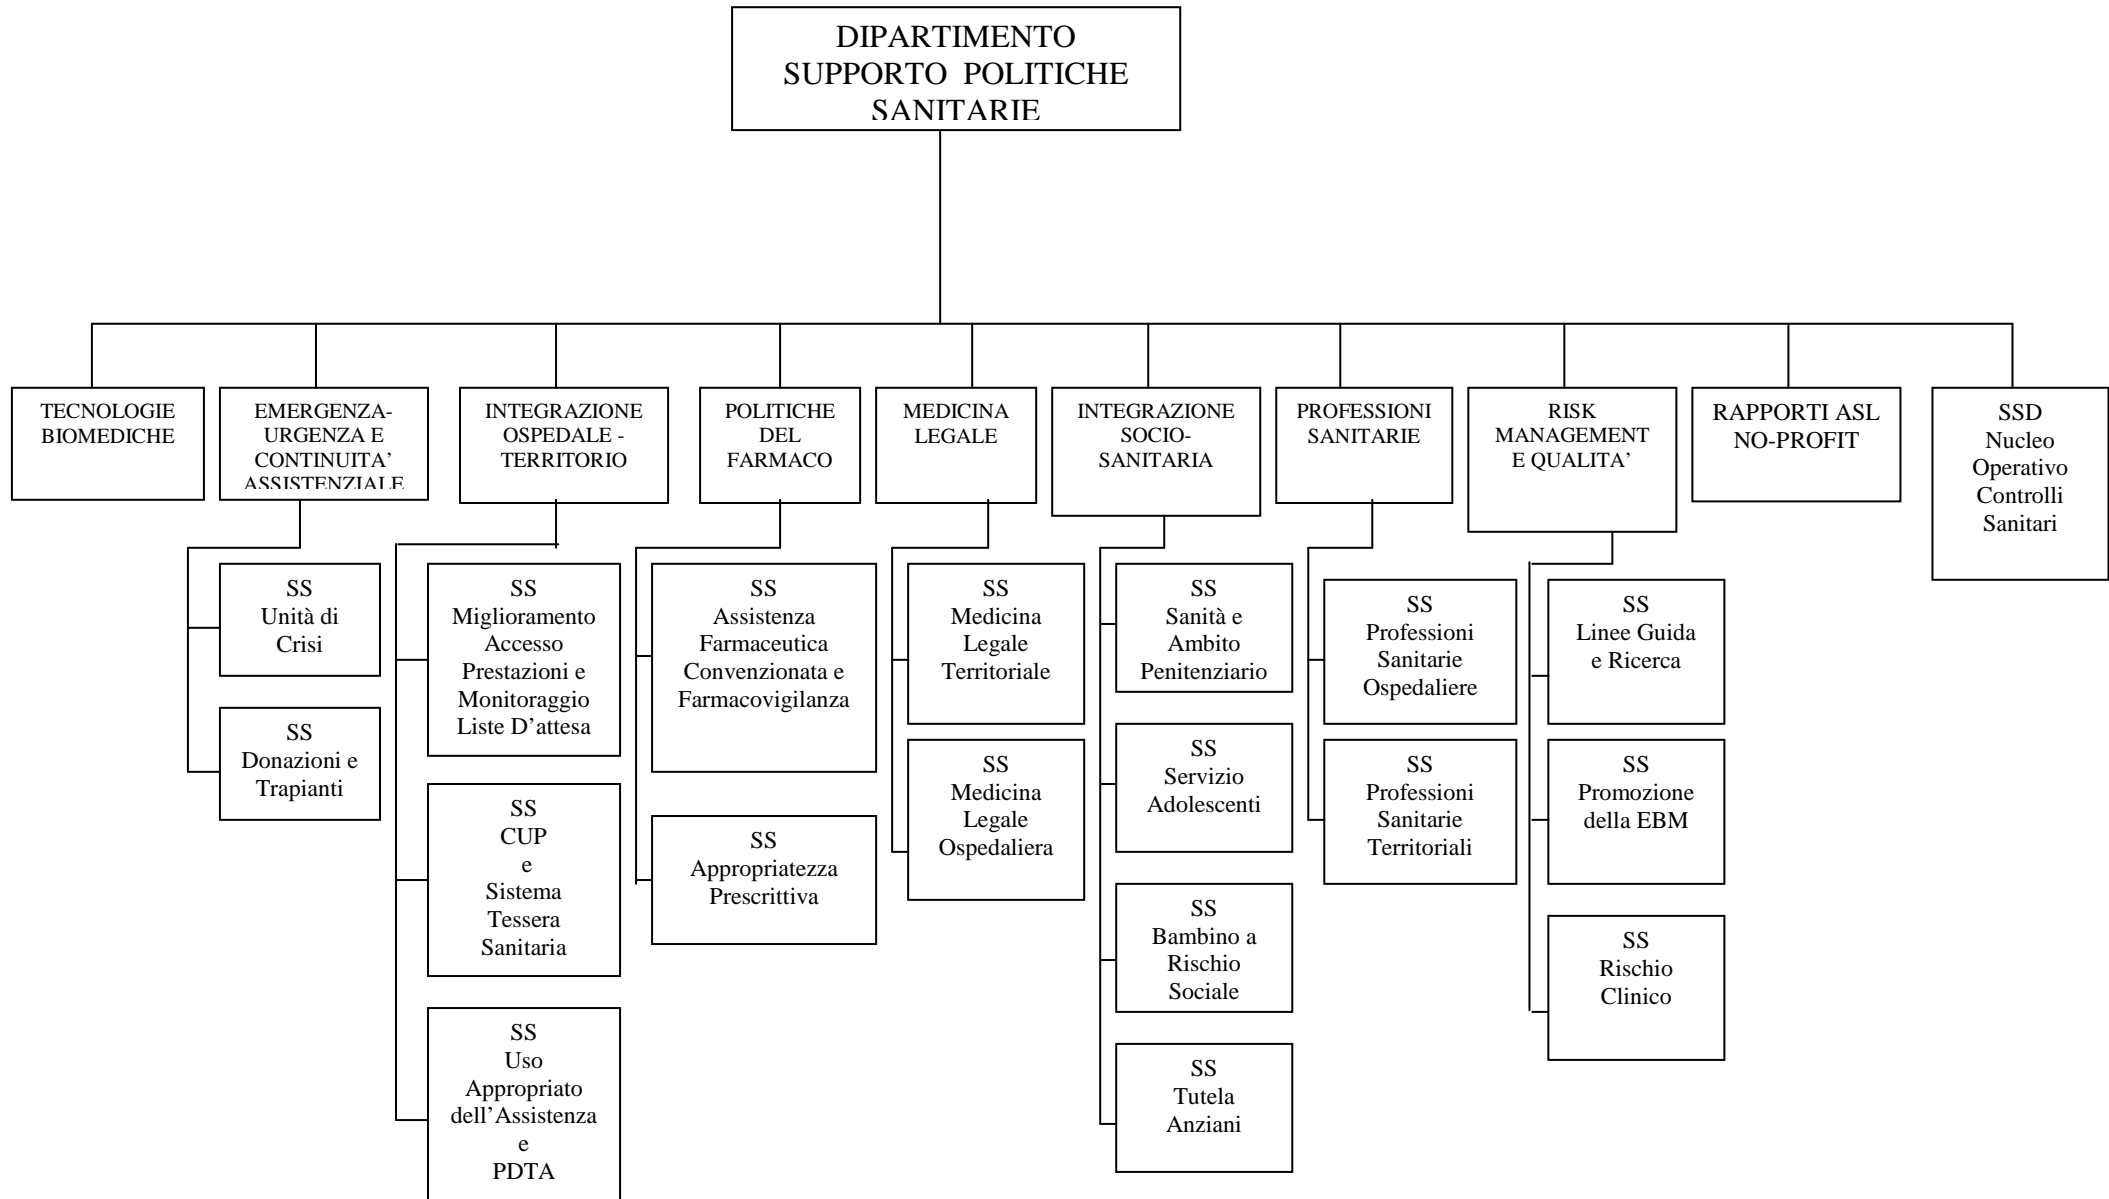 DIPARTIMENTO
SUPPORTO POLITICHE
SANITARIE
TECNOLOGIE
BIOMEDICHE
EMERGENZA-
URGENZA E
CONTINUITA’
ASSISTENZIALE
INTEGRAZIONE
OSPEDALE -
TERRITORIO
POLITICHE
DEL
FARMACO
MEDICINA
LEGALE
INTEGRAZIONE
SOCIO-
SANITARIA
PROFESSIONI
SANITARIE
RISK
MANAGEMENT
E QUALITA’
RAPPORTI ASL
NO-PROFIT
SSD
Nucleo
Operativo
Controlli
Sanitari
SS
Unità di
Crisi
SS
Donazioni e
Trapianti
SS
Miglioramento
Accesso
Prestazioni e
Monitoraggio
Liste D’attesa
SS
CUP
e
Sistema
Tessera
Sanitaria
SS
Uso
Appropriato
dell’Assistenza
e
PDTA
SS
Assistenza
Farmaceutica
Convenzionata e
Farmacovigilanza
SS
Appropriatezza
Prescrittiva
SS
Medicina
Legale
Territoriale
SS
Medicina
Legale
Ospedaliera
SS
Sanità e
Ambito
Penitenziario
SS
Servizio
Adolescenti
SS
Bambino a
Rischio
Sociale
SS
Tutela
Anziani
SS
Professioni
Sanitarie
Ospedaliere
SS
Professioni
Sanitarie
Territoriali
SS
Linee Guida
e Ricerca
SS
Promozione
della EBM
SS
Rischio
Clinico